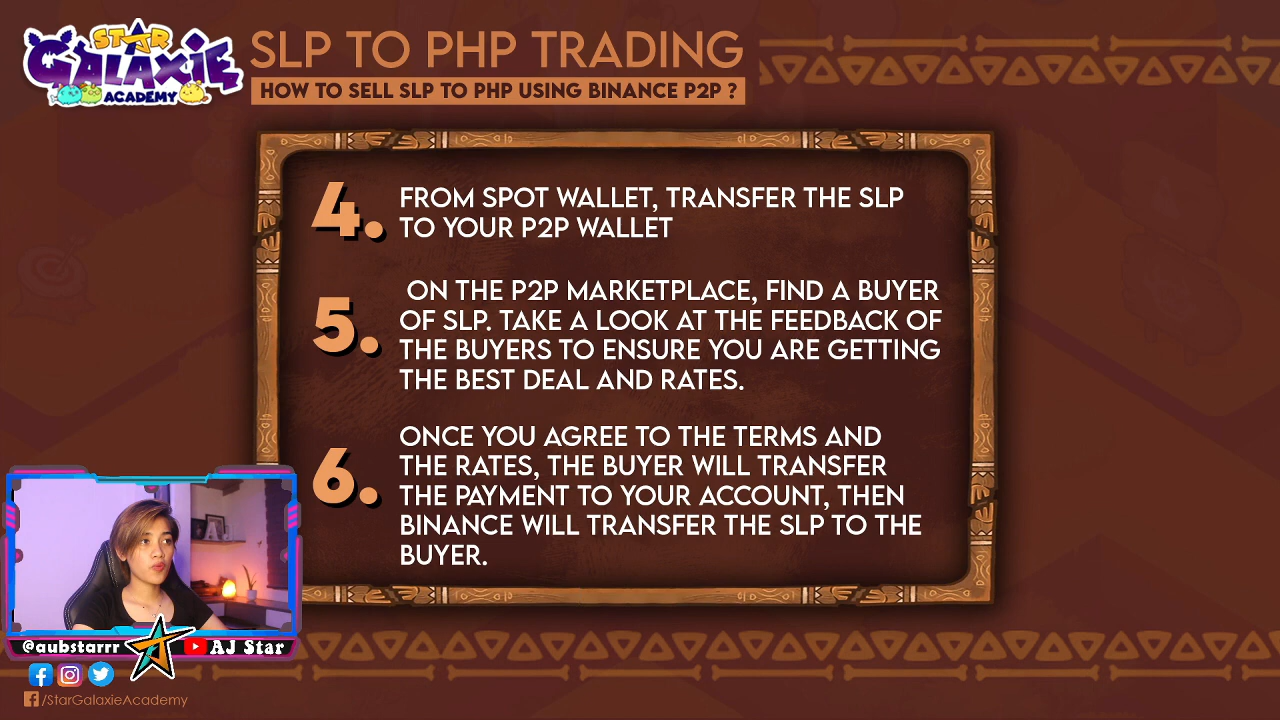 STAR
GALAXIE
ACADEMY
SLP TO PHP TRADING
HOW TO SELL SLP TO PHP USING BINANCE P2P ?
4. FROM SPOT WALLET, TRANSFER THE SLP
TO YOUR P2P WALLET
5. ON THE P2P MARKETPLACE, FIND A BUYER
OF SLP. TAKE A LOOK AT THE FEEDBACK OF
THE BUYERS TO ENSURE YOU ARE GETTING
THE BEST DEAL AND RATES.
6. ONCE YOU AGREE TO THE TERMS AND
THE RATES, THE BUYER WILL TRANSFER
THE PAYMENT TO YOUR ACCOUNT, THEN
BINANCE WILL TRANSFER THE SLP TO THE
BUYER.
@aubstarrr AJ Star
/StarGalaxieAcademy